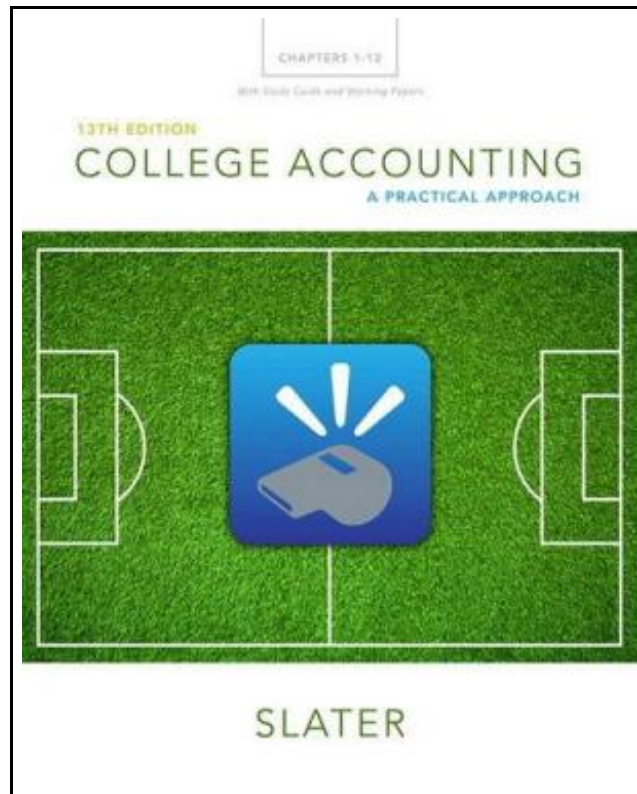 CHAPTERS 1-12
With Study Guide and Working Papers
13TH EDITION
COLLEGE ACCOUNTING
A PRACTICAL APPROACH
SLATER